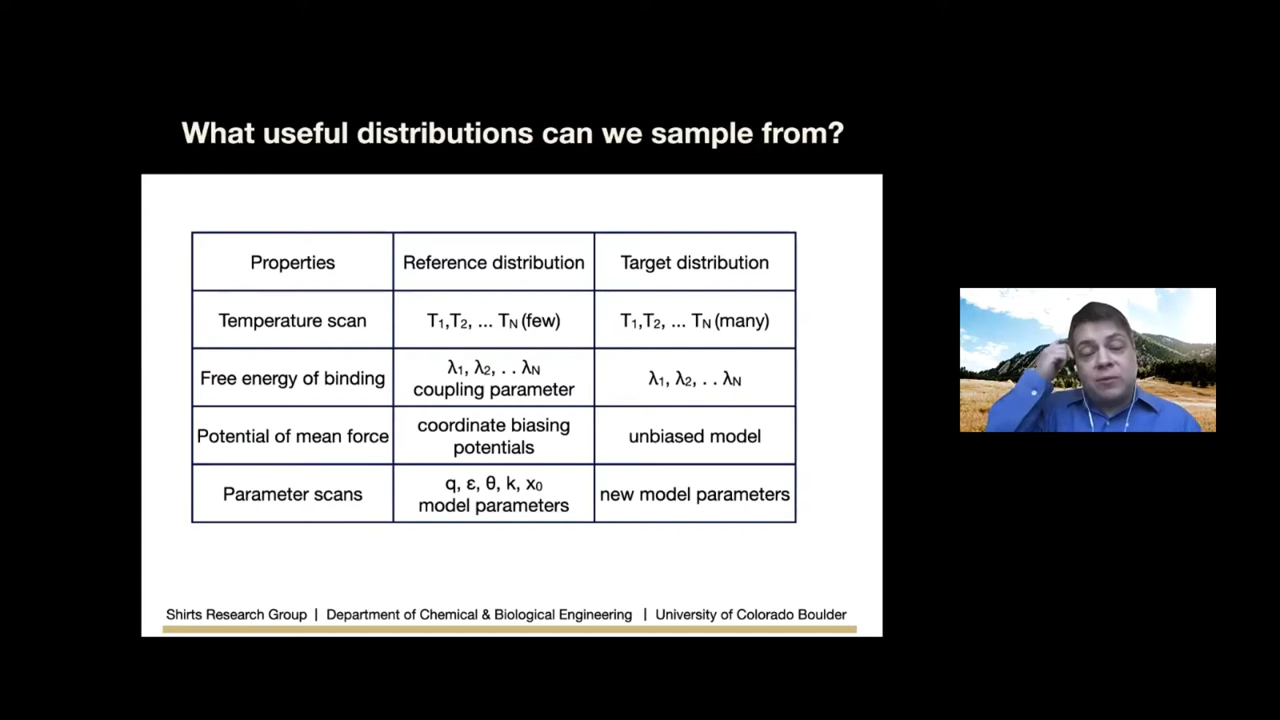 What useful distributions can we sample from?
Properties
Reference distribution
Target distribution
Temperature scan
T₁,T₂, ... Tɴ (few)
T₁,T₂, ... Tɴ (many)
Free energy of binding
λ₁, λ₂, . . λɴ
coupling parameter
λ₁, λ₂, . . λɴ
Potential of mean force
coordinate biasing
potentials
unbiased model
Parameter scans
q, ε, θ, k, x₀
model parameters
new model parameters
Shirts Research Group | Department of Chemical & Biological Engineering | University of Colorado Boulder